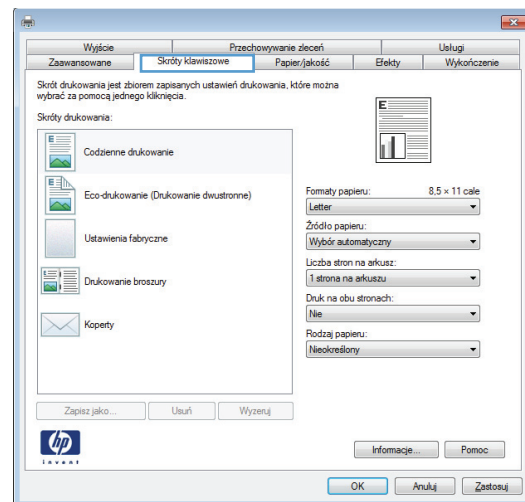 Wyjście
Przechowywanie zleceń
Usługi
Zaawansowane
Skróty klawiszowe
Papier/jakość
Efekty
Wykończenie
Skrót drukowania jest zbiorem zapisanych ustawień drukowania, które można
wybrać za pomocą jednego kliknięcia.
Skróty drukowania:
Codzienne drukowanie
Eco-drukowanie (Drukowanie dwustronne)
Ustawienia fabryczne
Drukowanie broszury
Koperty
Formaty papieru:
8,5 × 11 cale
Letter
Źródło papieru:
Wybór automatyczny
Liczba stron na arkusz:
1 strona na arkuszu
Druk na obu stronach:
Nie
Rodzaj papieru:
Nieokreślony
Zapisz jako...
Usuń
Wyzeruj
hp
invent
Informacje...
Pomoc
OK
Anuluj
Zastosuj